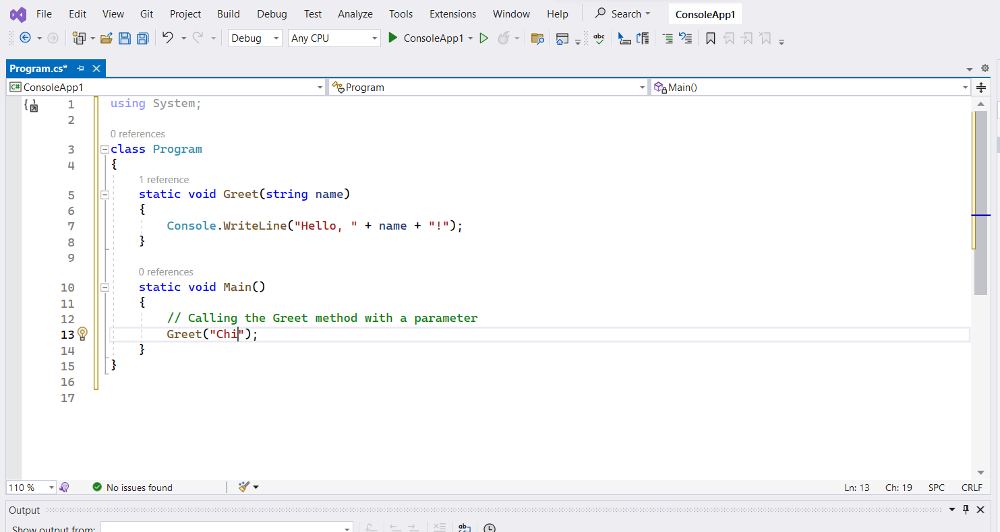 File Edit View Git Project Build Debug Test Analyze Tools Extensions Window Help Search ConsoleApp1
Debug Any CPU ConsoleApp1 abc
Program.cs*
C# ConsoleApp1 Program Main()
1 using System;
2
0 references
3 class Program
4 {
1 reference
5 static void Greet(string name)
6 {
7 Console.WriteLine("Hello, " + name + "!");
8 }
9
0 references
10 static void Main()
11 {
12 // Calling the Greet method with a parameter
13 Greet("Chi");
14 }
15 }
16
17
110 % No issues found Ln: 13 Ch: 19 SPC CRLF
Output
Show output from: ab